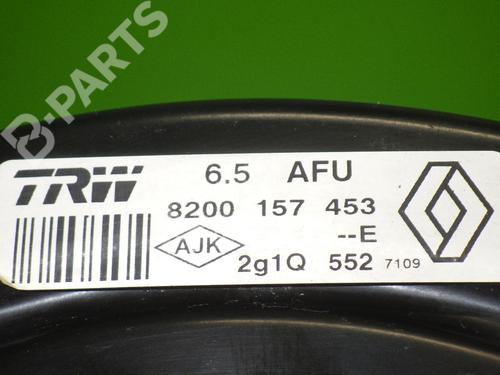 B-PARTS
TRW 6.5 AFU
8200 157 453
AJK --E
2g1Q 552 7109